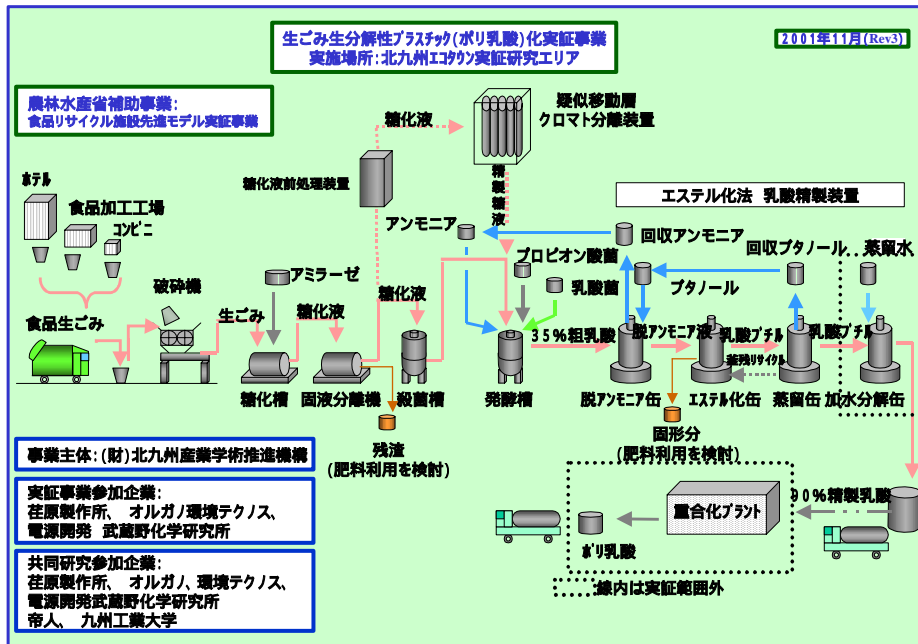 生ごみ生分解性プラスチック(ポリ乳酸)化実証事業
実施場所:北九州エコタウン実証研究エリア
2001年11月(Rev3)
農林水産省補助事業:
食品リサイクル施設先進モデル実証事業
糖化液
疑似移動層
クロマト分離装置
糖化液前処理装置
精製糖液
エステル化法 乳酸精製装置
ホテル
食品加工工場
コンビニ
アンモニア
回収アンモニア
回収ブタノール
蒸留水
プロピオン酸菌
ブタノール
乳酸菌
破砕機
アミラーゼ
食品生ごみ
生ごみ
糖化液
糖化液
35%粗乳酸
脱アンモニア液
乳酸ブチル
乳酸ブチル
蒸残リサイクル
糖化槽
固液分離機
殺菌槽
発酵槽
脱アンモニア缶
エステル化缶
蒸留缶
加水分解缶
残渣
(肥料利用を検討)
固形分
(肥料利用を検討)
事業主体:(財)北九州産業学術推進機構
実証事業参加企業:
荏原製作所、 オルガノ環境テクノス、
電源開発 武蔵野化学研究所
共同研究参加企業:
荏原製作所、 オルガノ、環境テクノス、
電源開発武蔵野化学研究所
帝人、 九州工業大学
90%精製乳酸
重合化プラント
ポリ乳酸
:線内は実証範囲外